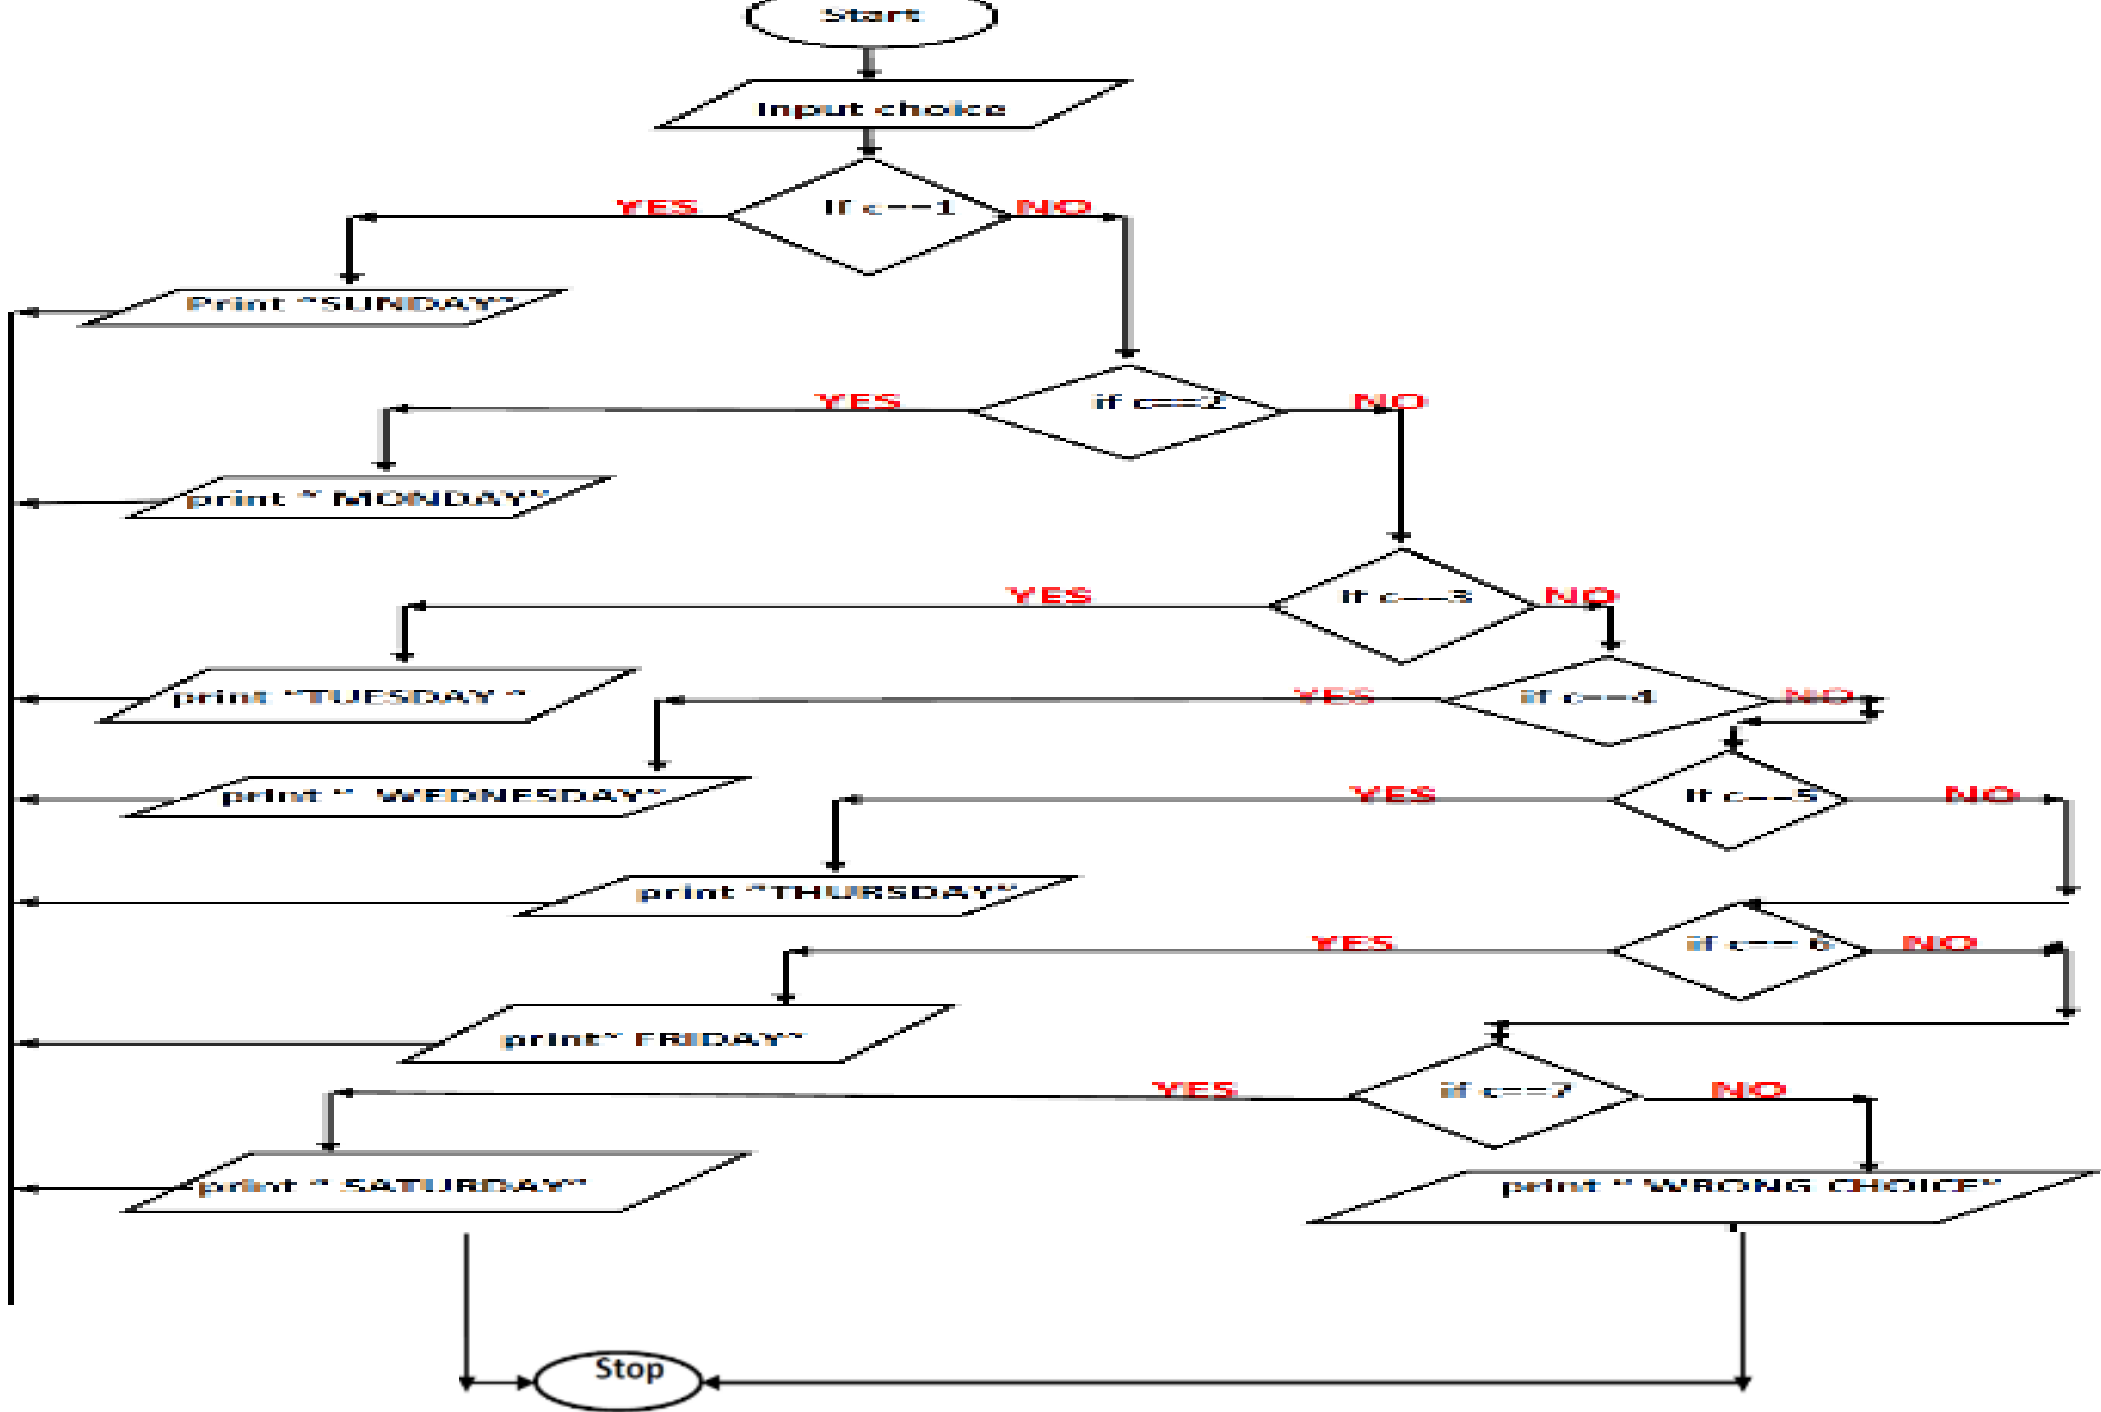 Start
Input choice
YES
If c==1
NO
Print "SUNDAY"
YES
if c==2
NO
print " MONDAY"
YES
If c==3
NO
print "TUESDAY "
YES
if c==4
NO
print " WEDNESDAY"
YES
If c==5
NO
print "THURSDAY"
YES
if c== 6
NO
print" FRIDAY"
YES
if c==7
NO
print " SATURDAY"
print " WRONG CHOICE"
Stop